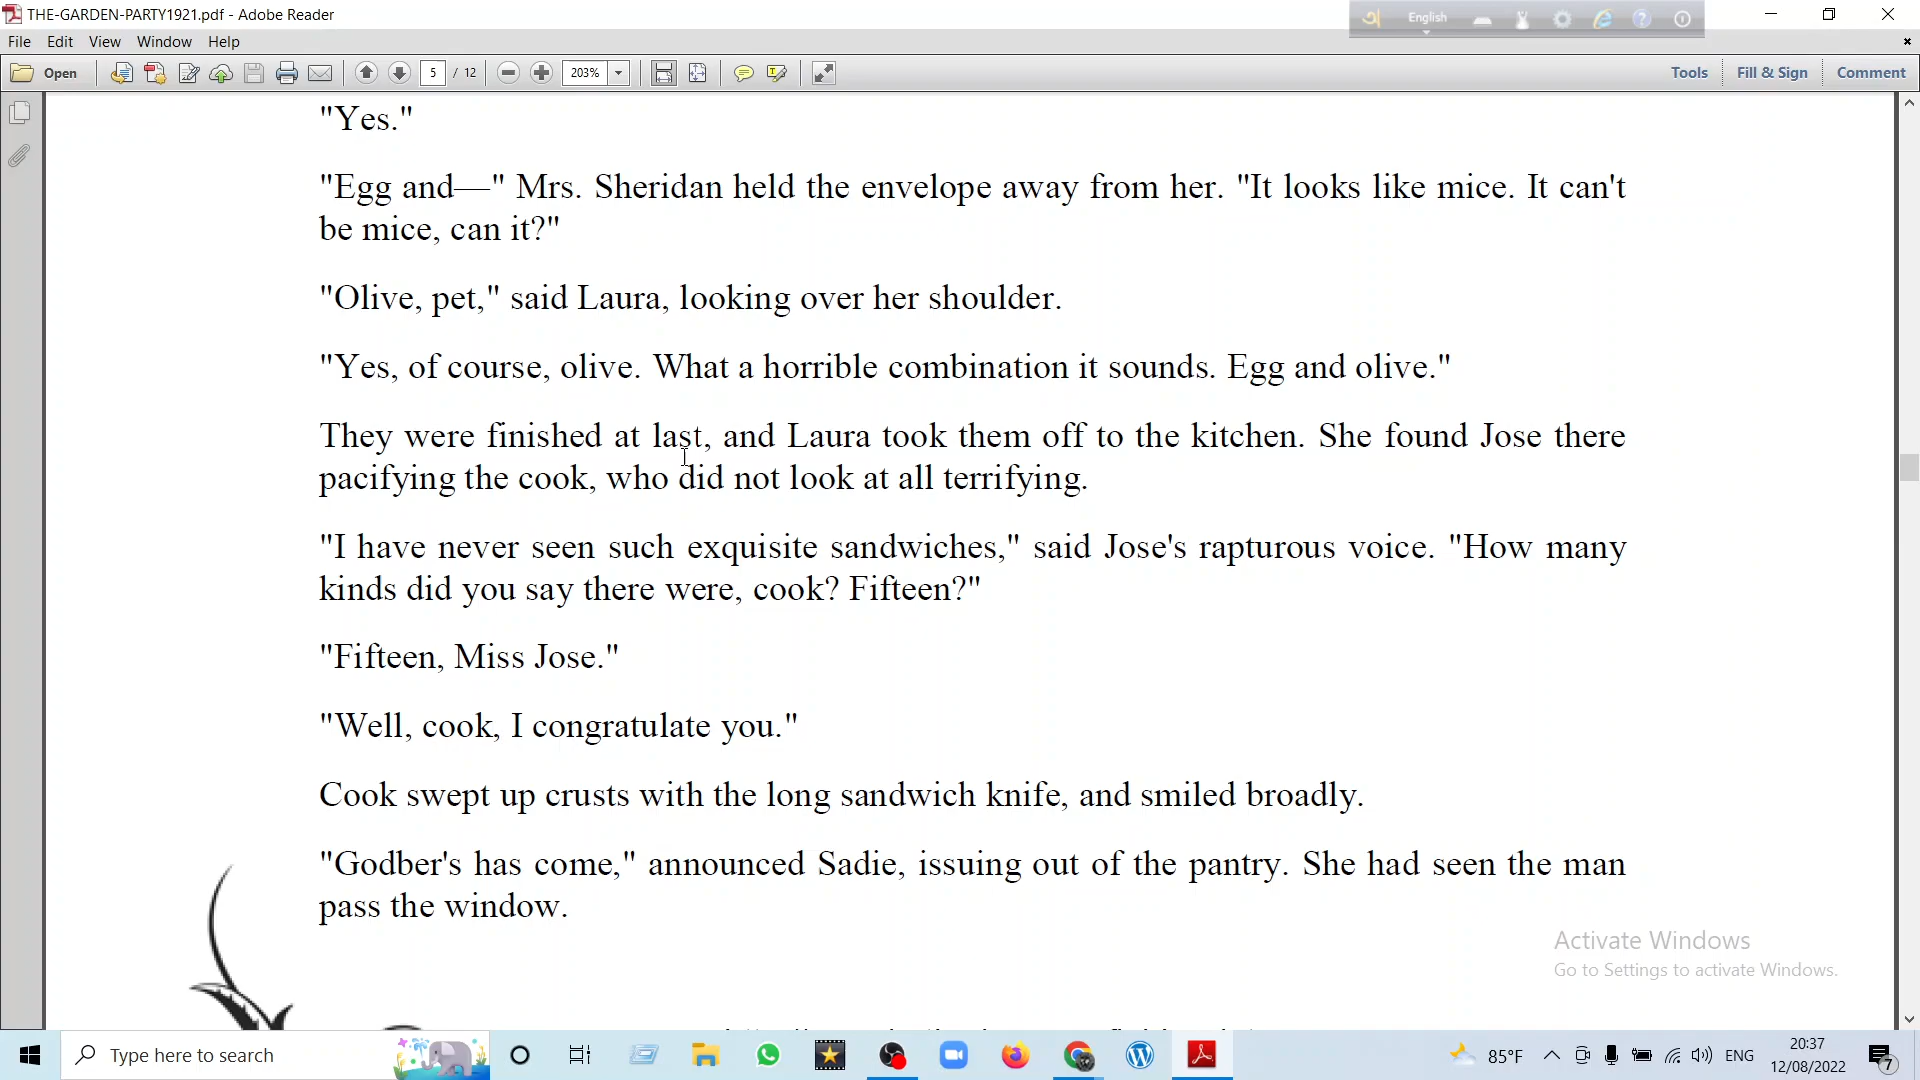 THE-GARDEN-PARTY1921.pdf - Adobe Reader
English
File Edit View Window Help
Open 5 / 12 203% Tools Fill & Sign Comment
"Yes."
"Egg and—" Mrs. Sheridan held the envelope away from her. "It looks like mice. It can't
be mice, can it?"
"Olive, pet," said Laura, looking over her shoulder.
"Yes, of course, olive. What a horrible combination it sounds. Egg and olive."
They were finished at last, and Laura took them off to the kitchen. She found Jose there
pacifying the cook, who did not look at all terrifying.
"I have never seen such exquisite sandwiches," said Jose's rapturous voice. "How many
kinds did you say there were, cook? Fifteen?"
"Fifteen, Miss Jose."
"Well, cook, I congratulate you."
Cook swept up crusts with the long sandwich knife, and smiled broadly.
"Godber's has come," announced Sadie, issuing out of the pantry. She had seen the man
pass the window.
Activate Windows
Go to Settings to activate Windows.
Type here to search
85°F ENG
20:37
12/08/2022
7